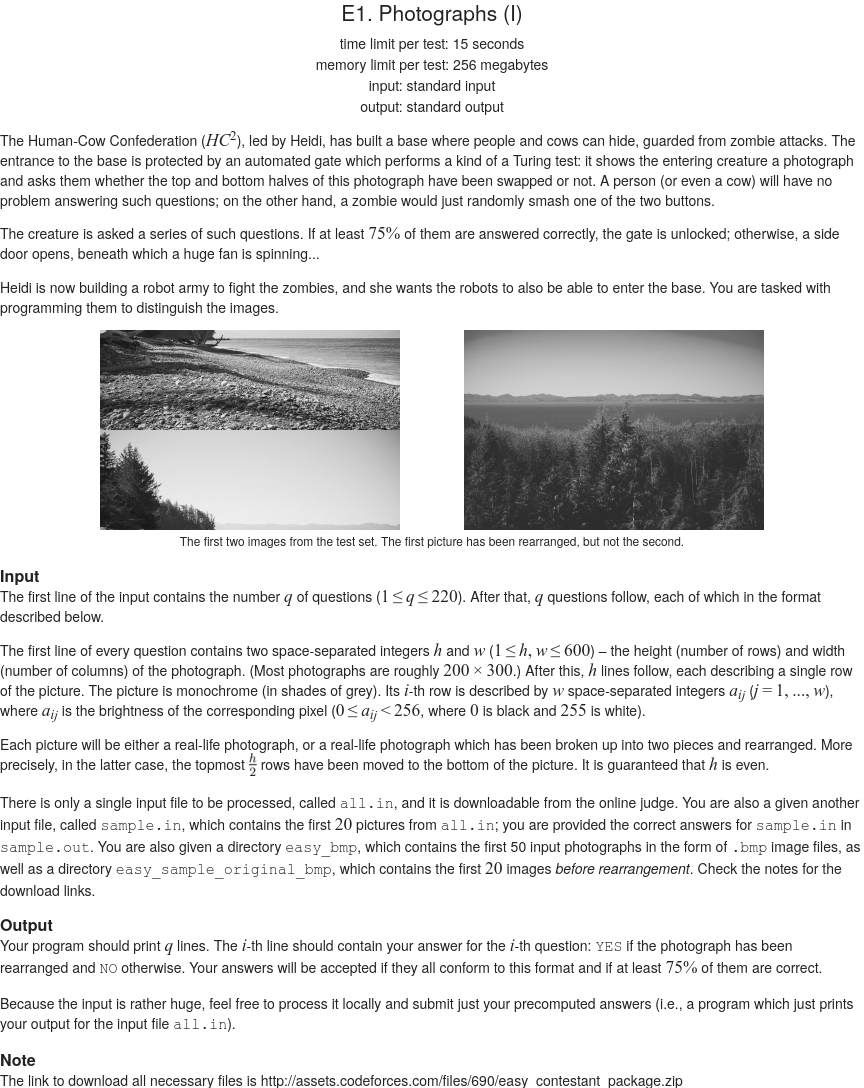 E1. Photographs (I)
time limit per test: 15 seconds
memory limit per test: 256 megabytes
input: standard input
output: standard output
The Human-Cow Confederation (HC²), led by Heidi, has built a base where people and cows can hide, guarded from zombie attacks. The
entrance to the base is protected by an automated gate which performs a kind of a Turing test: it shows the entering creature a photograph
and asks them whether the top and bottom halves of this photograph have been swapped or not. A person (or even a cow) will have no
problem answering such questions; on the other hand, a zombie would just randomly smash one of the two buttons.
The creature is asked a series of such questions. If at least 75% of them are answered correctly, the gate is unlocked; otherwise, a side
door opens, beneath which a huge fan is spinning...
Heidi is now building a robot army to fight the zombies, and she wants the robots to also be able to enter the base. You are tasked with
programming them to distinguish the images.
The first two images from the test set. The first picture has been rearranged, but not the second.
Input
The first line of the input contains the number q of questions (1 ≤ q ≤ 220). After that, q questions follow, each of which in the format
described below.
The first line of every question contains two space-separated integers h and w (1 ≤ h, w ≤ 600) – the height (number of rows) and width
(number of columns) of the photograph. (Most photographs are roughly 200 × 300.) After this, h lines follow, each describing a single row
of the picture. The picture is monochrome (in shades of grey). Its i-th row is described by w space-separated integers aij (j = 1, ..., w),
where aij is the brightness of the corresponding pixel (0 ≤ aij < 256, where 0 is black and 255 is white).
Each picture will be either a real-life photograph, or a real-life photograph which has been broken up into two pieces and rearranged. More
precisely, in the latter case, the topmost h/2 rows have been moved to the bottom of the picture. It is guaranteed that h is even.
There is only a single input file to be processed, called all.in, and it is downloadable from the online judge. You are also a given another
input file, called sample.in, which contains the first 20 pictures from all.in; you are provided the correct answers for sample.in in
sample.out. You are also given a directory easy_bmp, which contains the first 50 input photographs in the form of .bmp image files, as
well as a directory easy_sample_original_bmp, which contains the first 20 images before rearrangement. Check the notes for the
download links.
Output
Your program should print q lines. The i-th line should contain your answer for the i-th question: YES if the photograph has been
rearranged and NO otherwise. Your answers will be accepted if they all conform to this format and if at least 75% of them are correct.
Because the input is rather huge, feel free to process it locally and submit just your precomputed answers (i.e., a program which just prints
your output for the input file all.in).
Note
The link to download all necessary files is http://assets.codeforces.com/files/690/easy_contestant_package.zip